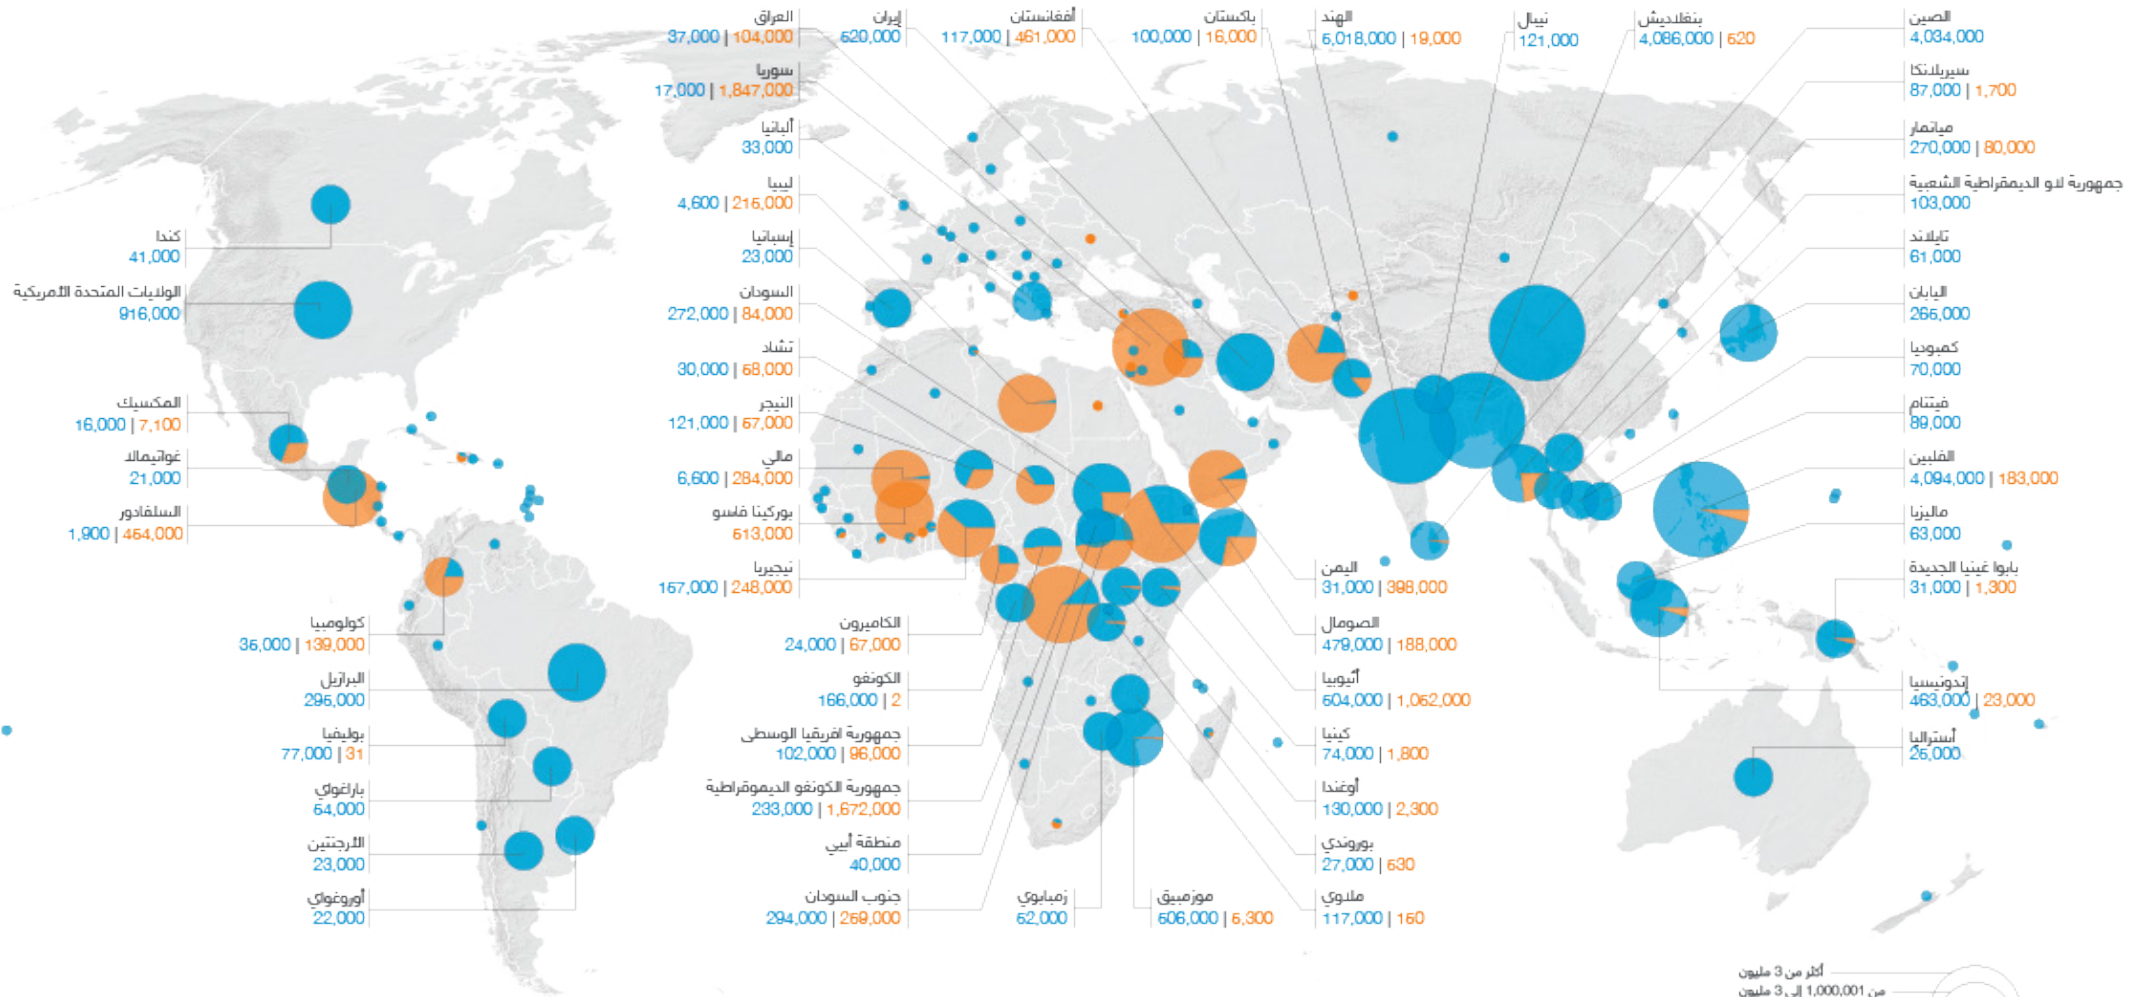 العراق
37,000 | 104,000
إيران
520,000
أفغانستان
117,000 | 461,000
باكستان
100,000 | 16,000
الهند
5,018,000 | 19,000
نيبال
121,000
بنغلاديش
4,086,000 | 520
الصين
4,034,000
سوريا
17,000 | 1,847,000
ألبانيا
33,000
ليبيا
4,600 | 216,000
إسبانيا
23,000
السودان
272,000 | 84,000
تشاد
30,000 | 68,000
النيجر
121,000 | 67,000
مالي
6,600 | 284,000
بوركينا فاسو
513,000
نيجيريا
157,000 | 248,000
سيريلانكا
87,000 | 1,700
ميانمار
270,000 | 80,000
جمهورية لاو الديمقراطية الشعبية
103,000
تايلاند
61,000
اليابان
266,000
كمبوديا
70,000
فيتنام
89,000
الفلبين
4,094,000 | 183,000
ماليزيا
63,000
بابوا غينيا الجديدة
31,000 | 1,300
إندونيسيا
463,000 | 23,000
أستراليا
25,000
كندا
41,000
الولايات المتحدة الأمريكية
916,000
المكسيك
16,000 | 7,100
غواتيمالا
21,000
السلفادور
1,900 | 464,000
كولومبيا
36,000 | 139,000
البرازيل
295,000
بوليفيا
77,000 | 31
باراغواي
54,000
الأرجنتين
23,000
أوروغواي
22,000
الكاميرون
24,000 | 67,000
الكونغو
166,000 | 2
جمهورية افريقيا الوسطى
102,000 | 96,000
جمهورية الكونغو الديموقراطية
233,000 | 1,672,000
منطقة أبيي
40,000
جنوب السودان
294,000 | 259,000
زمبابوي
52,000
موزمبيق
506,000 | 5,300
اليمن
31,000 | 398,000
الصومال
479,000 | 188,000
أثيوبيا
504,000 | 1,052,000
كينيا
74,000 | 1,800
أوغندا
130,000 | 2,300
بوروندي
27,000 | 630
ملاوي
117,000 | 160
أكثر من 3 مليون
من 1,000,001 إلى 3 مليون